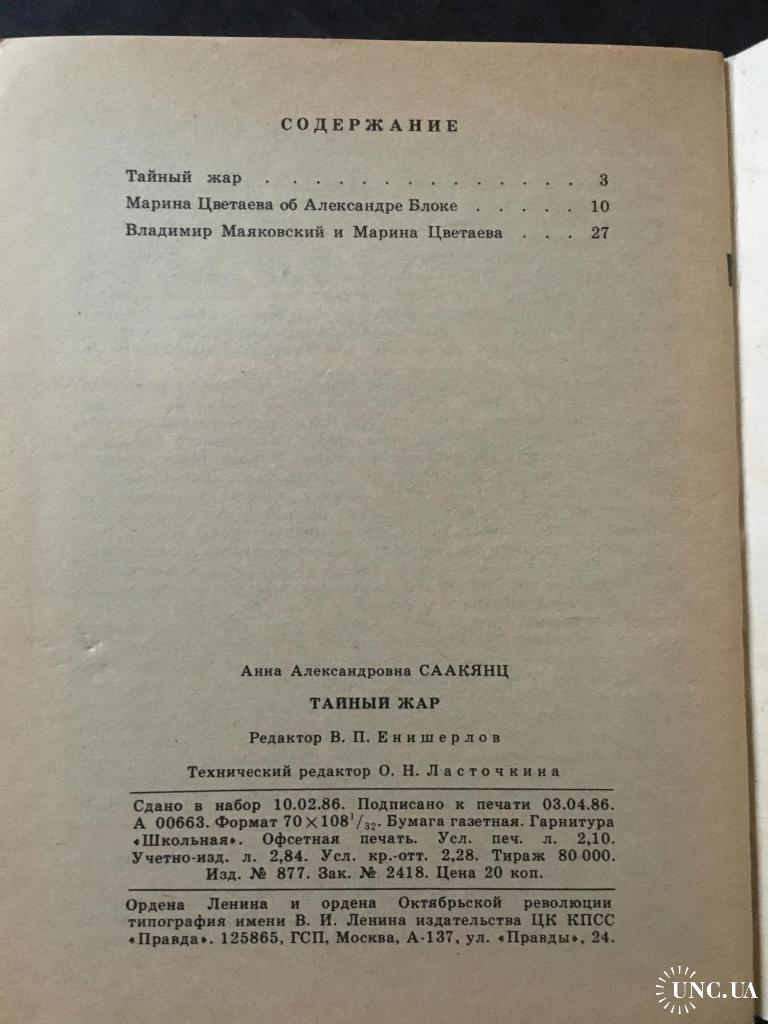 СОДЕРЖАНИЕ
Тайный жар . . . . . . . . . . . . . . 3
Марина Цветаева об Александре Блоке . . . . . 10
Владимир Маяковский и Марина Цветаева . . . 27
Анна Александровна СААКЯНЦ
ТАЙНЫЙ ЖАР
Редактор В. П. Енишерлов
Технический редактор О. Н. Ласточкина
Сдано в набор 10.02.86. Подписано к печати 03.04.86.
А 00663. Формат 70×108¹/₃₂. Бумага газетная. Гарнитура
«Школьная». Офсетная печать. Усл. печ. л. 2,10.
Учетно-изд. л. 2,84. Усл. кр.-отт. 2,28. Тираж 80 000.
Изд. № 877. Зак. № 2418. Цена 20 коп.
Ордена Ленина и ордена Октябрьской революции
типография имени В. И. Ленина издательства ЦК КПСС
«Правда». 125865, ГСП, Москва, А-137, ул. «Правды», 24.
UNC.UA